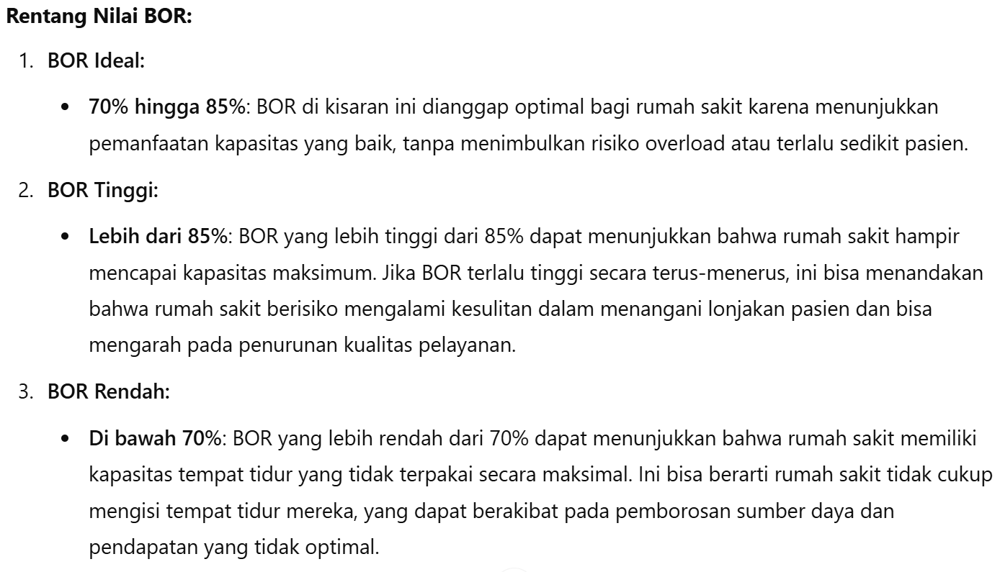 Rentang Nilai BOR:
1. BOR Ideal:
• 70% hingga 85%: BOR di kisaran ini dianggap optimal bagi rumah sakit karena menunjukkan
pemanfaatan kapasitas yang baik, tanpa menimbulkan risiko overload atau terlalu sedikit pasien.
2. BOR Tinggi:
• Lebih dari 85%: BOR yang lebih tinggi dari 85% dapat menunjukkan bahwa rumah sakit hampir
mencapai kapasitas maksimum. Jika BOR terlalu tinggi secara terus-menerus, ini bisa menandakan
bahwa rumah sakit berisiko mengalami kesulitan dalam menangani lonjakan pasien dan bisa
mengarah pada penurunan kualitas pelayanan.
3. BOR Rendah:
• Di bawah 70%: BOR yang lebih rendah dari 70% dapat menunjukkan bahwa rumah sakit memiliki
kapasitas tempat tidur yang tidak terpakai secara maksimal. Ini bisa berarti rumah sakit tidak cukup
mengisi tempat tidur mereka, yang dapat berakibat pada pemborosan sumber daya dan
pendapatan yang tidak optimal.